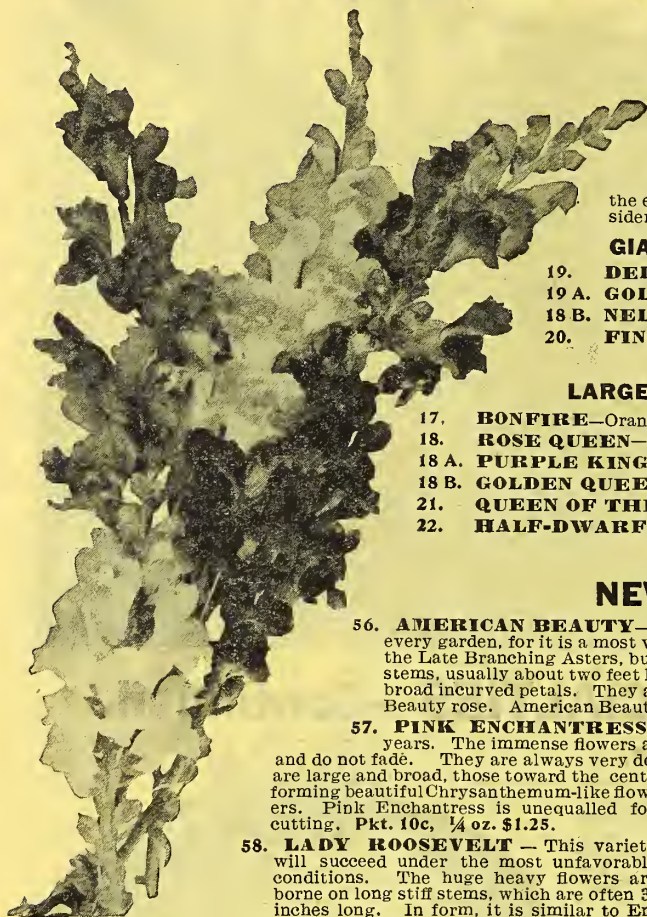 the e
sider
GIA
19. DEL
19 A. GOL
18 B. NEL
20. FIN
LARGE
17, BONFIRE—Oran
18. ROSE QUEEN—
18 A. PURPLE KING
18 B. GOLDEN QUEE
21. QUEEN OF THE
22. HALF-DWARF
NEV
56. AMERICAN BEAUTY—
every garden, for it is a most v
the Late Branching Asters, bu
stems, usually about two feet l
broad incurved petals. They a
Beauty rose. American Beaut
57. PINK ENCHANTRESS
years. The immense flowers a
and do not fade. They are always very de
are large and broad, those toward the cent
forming beautiful Chrysanthemum-like flow
ers. Pink Enchantress is unequalled fo
cutting. Pkt. 10c, ¼ oz. $1.25.
58. LADY ROOSEVELT — This variet
will succeed under the most unfavorabl
conditions. The huge heavy flowers ar
borne on long stiff stems, which are often 3
inches long. In form, it is similar to En